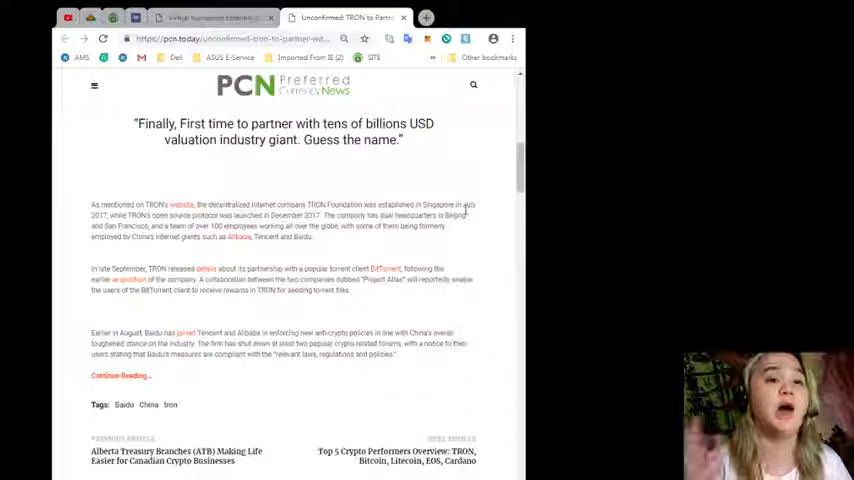 Virtual Gunpoint Essential G
Unconfirmed: TRON to Partn
https://pcn.today/unconfirmed-tron-to-partner-wit...
AMS
Dell
ASUS E-Service
Imported From IE (2)
SITE
Other bookmarks
PCN Preferred Currency News
"Finally, First time to partner with tens of billions USD
valuation industry giant. Guess the name."
As mentioned on TRON's website, the decentralized Internet company TRON Foundation was established in Singapore in July
2017, while TRON's open source protocol was launched in December 2017. The company has dual headquarters in Beijing
and San Francisco, and a team of over 100 employees working all over the globe, with some of them being formerly
employed by China's internet giants such as Alibaba, Tencent and Baidu.
In late September, TRON released details about its partnership with a popular torrent client BitTorrent, following the
earlier acquisition of the company. A collaboration between the two companies dubbed "Project Atlas" will reportedly enable
the users of the BitTorrent client to receive rewards in TRON for seeding torrent files.
Earlier in August, Baidu has joined Tencent and Alibaba in enforcing new anti-crypto policies in line with China's overall
toughened stance on the industry. The firm has shut down at least two popular crypto-related forums, with a notice to their
users stating that Baidu's measures are compliant with the "relevant laws, regulations and policies."
Continue Reading...
Tags: Baidu China tron
PREVIOUS ARTICLE
NEXT ARTICLE
Alberta Treasury Branches (ATB) Making Life
Easier for Canadian Crypto Businesses
Top 5 Crypto Performers Overview: TRON,
Bitcoin, Litecoin, EOS, Cardano